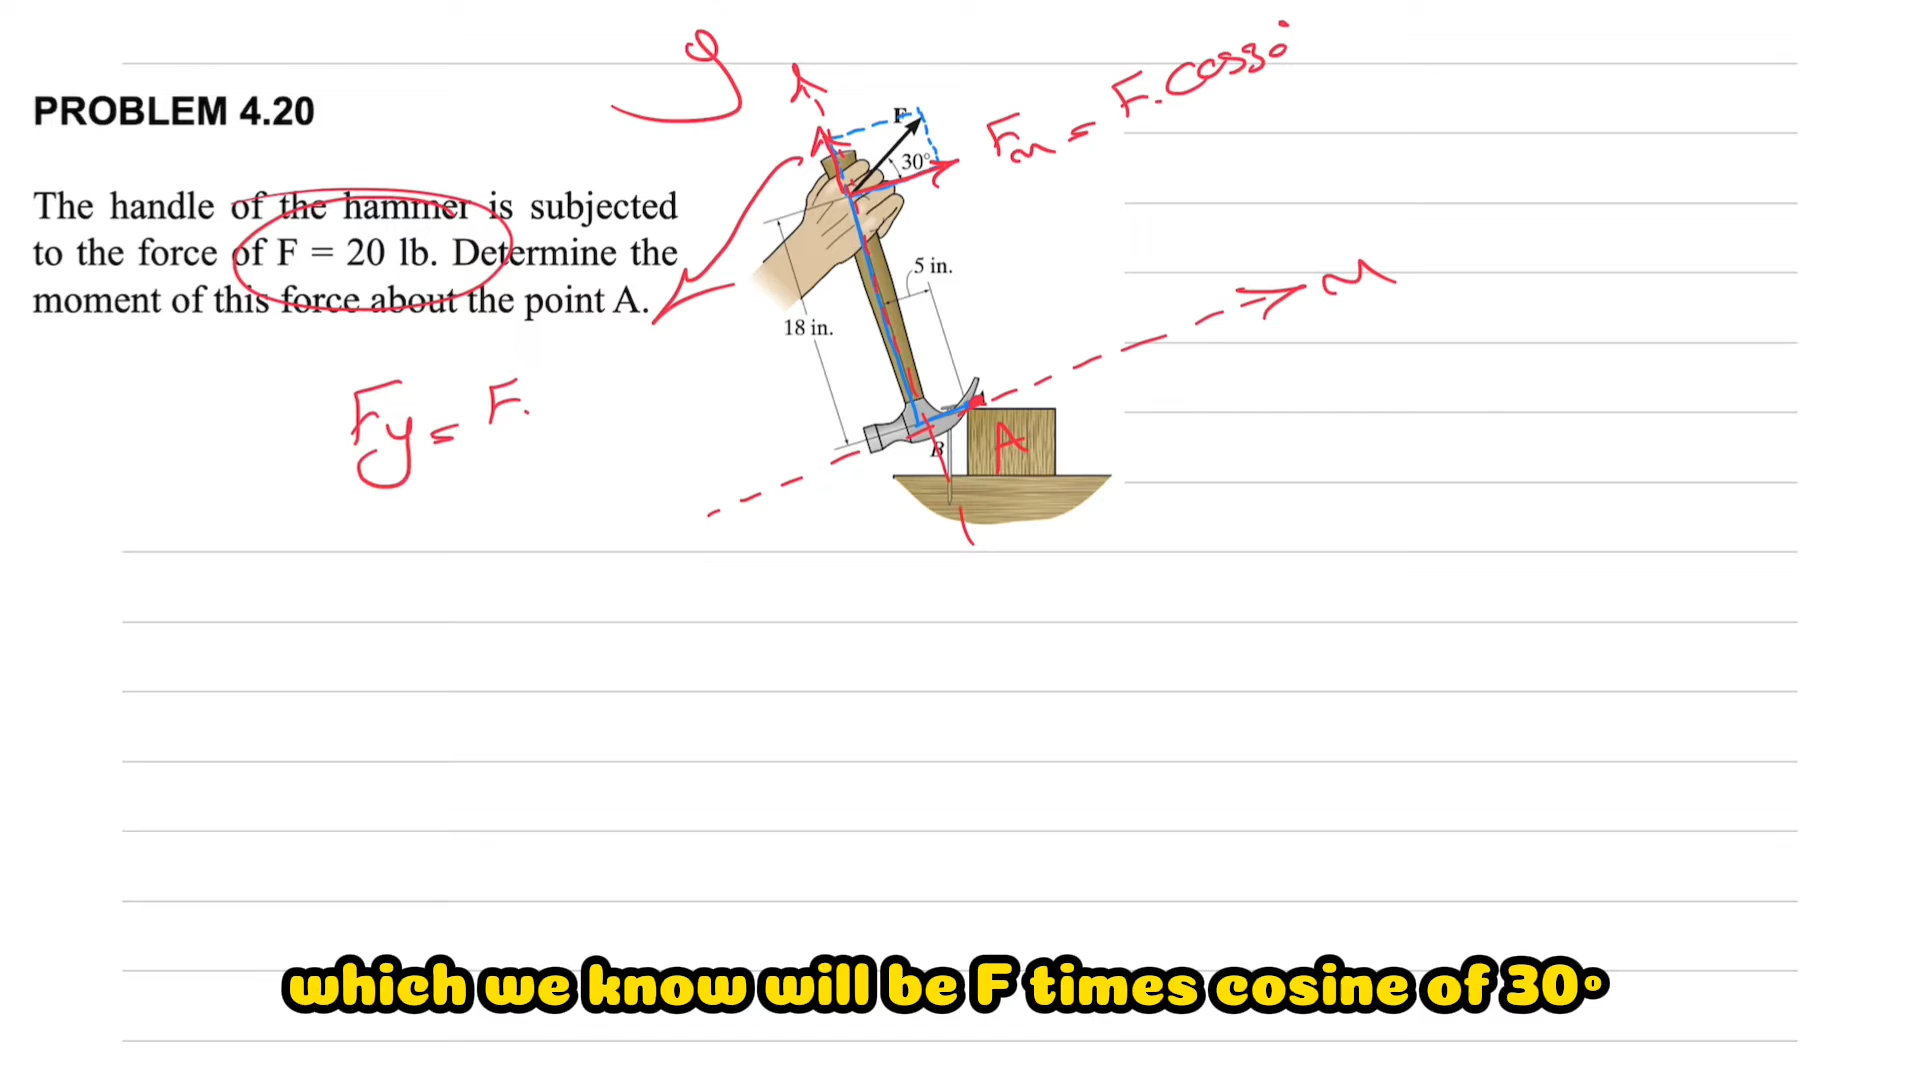 PROBLEM 4.20
The handle of the hammer is subjected
to the force of F = 20 lb. Determine the
moment of this force about the point A.
F
30°
5 in.
18 in.
B
A
y
x
Fx = F.Cos30°
Fy = F.
which we know will be F times cosine of 30°